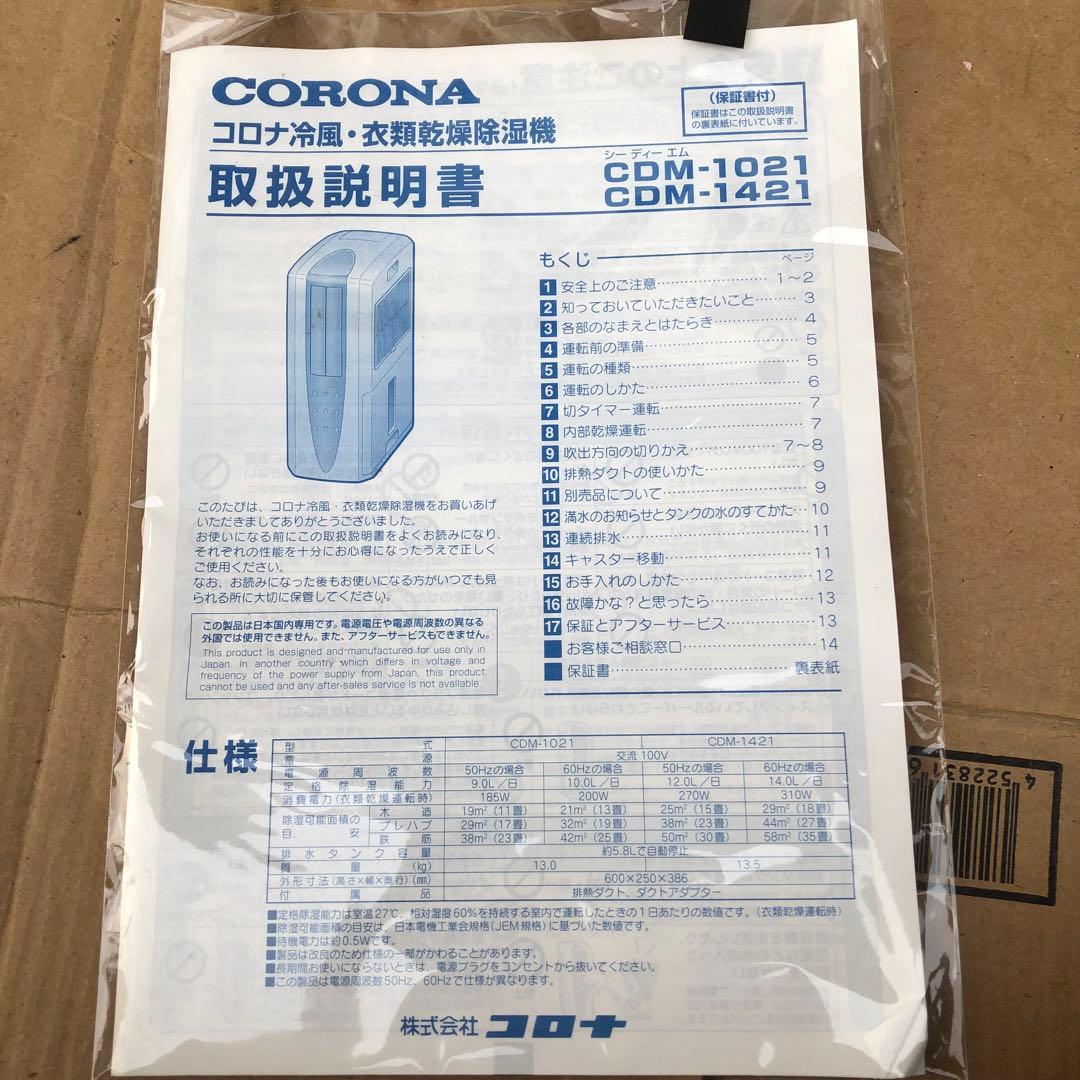 CORONA
コロナ冷風・衣類乾燥除湿機
取扱説明書
(保証書付)
保証書はこの取扱説明書
の裏表紙に付いています。
シー ディー エム
CDM-1021
CDM-1421
もくじ ページ
1 安全上のご注意 1〜2
2 知っておいていただきたいこと 3
3 各部のなまえとはたらき 4
4 運転前の準備 5
5 運転の種類 5
6 運転のしかた 6
7 切タイマー運転 7
8 内部乾燥運転 7
9 吹出方向の切りかえ 7〜8
10 排熱ダクトの使いかた 9
11 別売品について 9
12 満水のお知らせとタンクの水のすてかた 10
13 連続排水 11
14 キャスター移動 11
15 お手入れのしかた 12
16 故障かな?と思ったら 13
17 保証とアフターサービス 13
■ お客様ご相談窓口 14
■ 保証書 裏表紙
このたびは、コロナ冷風・衣類乾燥除湿機をお買いあげ
いただきましてありがとうございました。
お使いになる前にこの取扱説明書をよくお読みになり、
それぞれの性能を十分にお心得になったうえで正しく
ご使用ください。
なお、お読みになった後もお使いになる方がいつでも見
られる所に大切に保管してください。
この製品は日本国内専用です。電源電圧や電源周波数の異なる
外国では使用できません。また、アフターサービスもできません。
This product is designed and manufactured for use only in
Japan. In another country which differs in voltage and
frequency of the power supply from Japan, this product
cannot be used and any after-sales service is not available.
仕様
型式 CDM-1021 CDM-1421
電源 交流 100V
電源周波数 50Hzの場合 60Hzの場合 50Hzの場合 60Hzの場合
定格除湿能力 9.0L/日 10.0L/日 12.0L/日 14.0L/日
消費電力(衣類乾燥運転時) 185W 200W 270W 310W
除湿可能面積の目安 木造 19m²(11畳) 21m²(13畳) 25m²(15畳) 29m²(18畳)
プレハブ 29m²(17畳) 32m²(19畳) 38m²(23畳) 44m²(27畳)
鉄筋 38m²(23畳) 42m²(25畳) 50m²(30畳) 58m²(35畳)
排水タンク容量 約5.8Lで自動停止
質量 (kg) 13.0 13.5
外形寸法(高さ×幅×奥行)(mm) 600×250×386
付属品 排熱ダクト、ダクトアダプター
■定格除湿能力は室温27℃、相対湿度60%を持続する室内で運転したときの1日あたりの数値です。(衣類乾燥運転時)
■除湿可能面積の目安は、日本電機工業会規格(JEM規格)に基づいた数値です。
■待機電力は約0.5Wです。
■製品は改良のため仕様の一部がかわることがあります。
■長期間お使いにならないときは、電源プラグをコンセントから抜いてください。
■この製品は電源周波数50Hz、60Hzで仕様が異なります。
株式会社 コロナ
4 522831 6